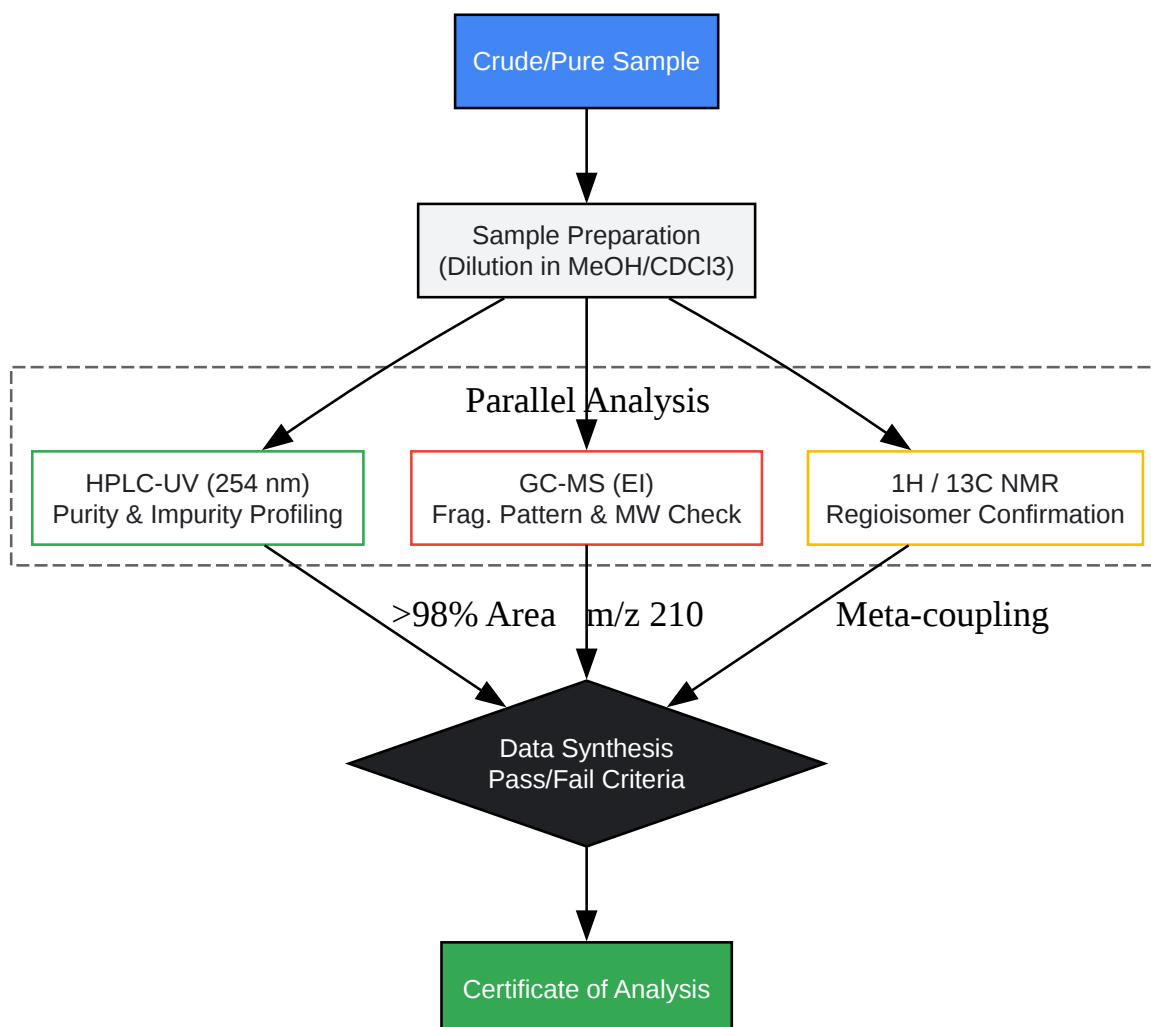 Crude/Pure Sample
Sample Preparation
(Dilution in MeOH/CDCl3)
Parallel Analysis
HPLC-UV (254 nm)
Purity & Impurity Profiling
GC-MS (EI)
Frag. Pattern & MW Check
1H / 13C NMR
Regioisomer Confirmation
>98% Area
m/z 210
Meta-coupling
Data Synthesis
Pass/Fail Criteria
Certificate of Analysis